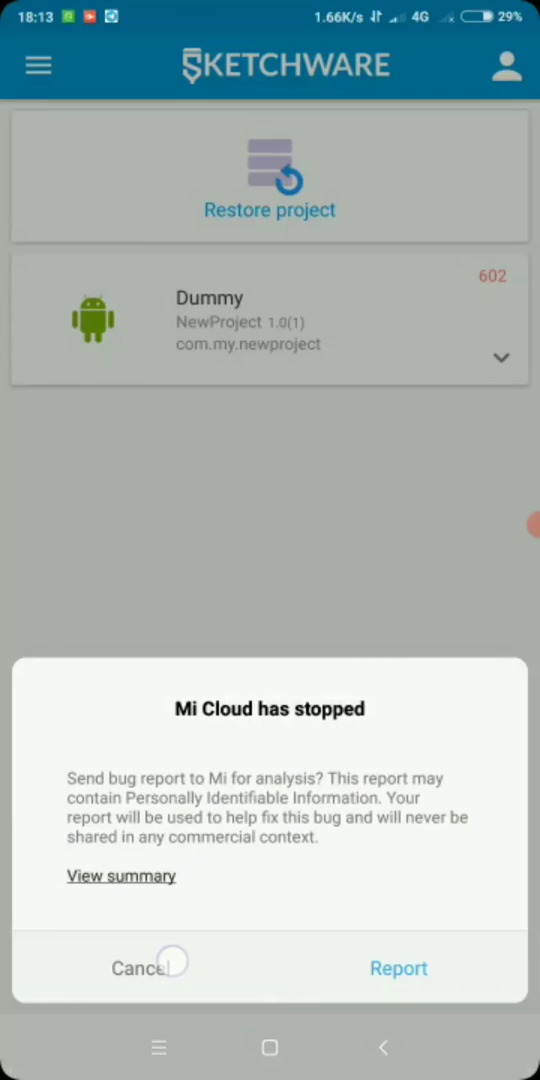 18:13 1.66K/s 4G 29%
SKETCHWARE
Restore project
602
Dummy
NewProject 1.0(1)
com.my.newproject
Mi Cloud has stopped
Send bug report to Mi for analysis? This report may
contain Personally Identifiable Information. Your
report will be used to help fix this bug and will never be
shared in any commercial context.
View summary
Cancel Report